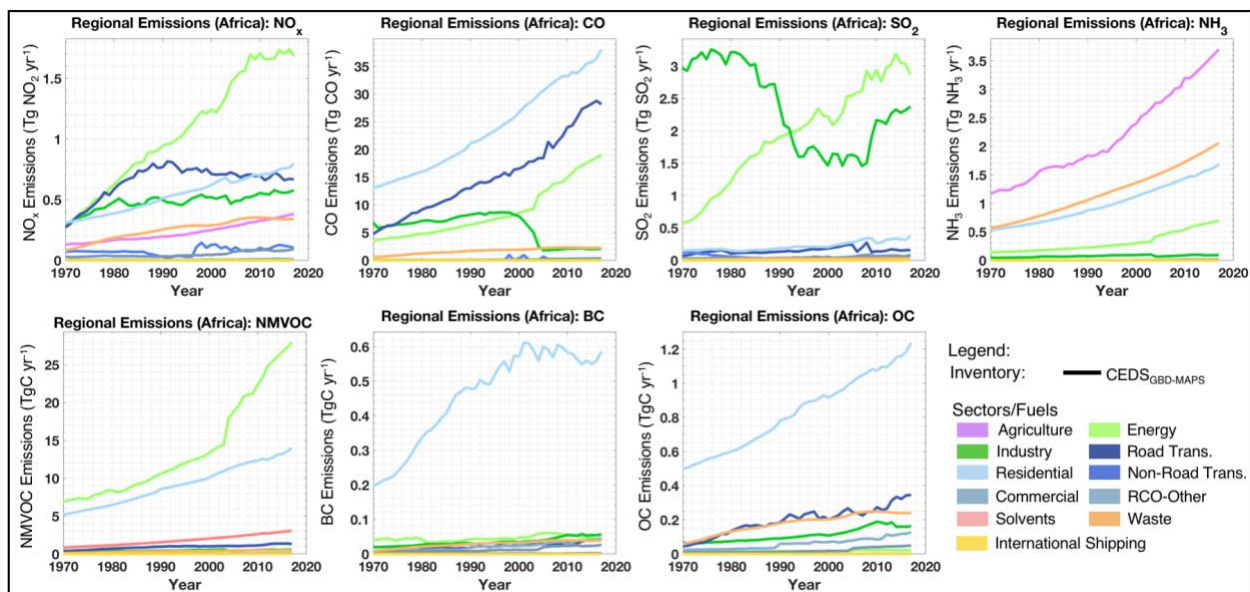 Regional Emissions (Africa): NOx
NOx Emissions (Tg NO2 yr-1)
1.5
1
0.5
0
1970 1980 1990 2000 2010 2020
Year
Regional Emissions (Africa): CO
CO Emissions (Tg CO yr-1)
35
30
25
20
15
10
5
0
1970 1980 1990 2000 2010 2020
Year
Regional Emissions (Africa): SO2
SO2 Emissions (Tg SO2 yr-1)
3
2.5
2
1.5
1
0.5
0
1970 1980 1990 2000 2010 2020
Year
Regional Emissions (Africa): NH3
NH3 Emissions (Tg NH3 yr-1)
3.5
3
2.5
2
1.5
1
0.5
0
1970 1980 1990 2000 2010 2020
Year
Regional Emissions (Africa): NMVOC
NMVOC Emissions (TgC yr-1)
25
20
15
10
5
0
1970 1980 1990 2000 2010 2020
Year
Regional Emissions (Africa): BC
BC Emissions (TgC yr-1)
0.6
0.5
0.4
0.3
0.2
0.1
0
1970 1980 1990 2000 2010 2020
Year
Regional Emissions (Africa): OC
OC Emissions (TgC yr-1)
1.2
1
0.8
0.6
0.4
0.2
0
1970 1980 1990 2000 2010 2020
Year
Legend:
Inventory: CEDSGBD-MAPS
Sectors/Fuels
Agriculture Energy
Industry Road Trans.
Residential Non-Road Trans.
Commercial RCO-Other
Solvents Waste
International Shipping